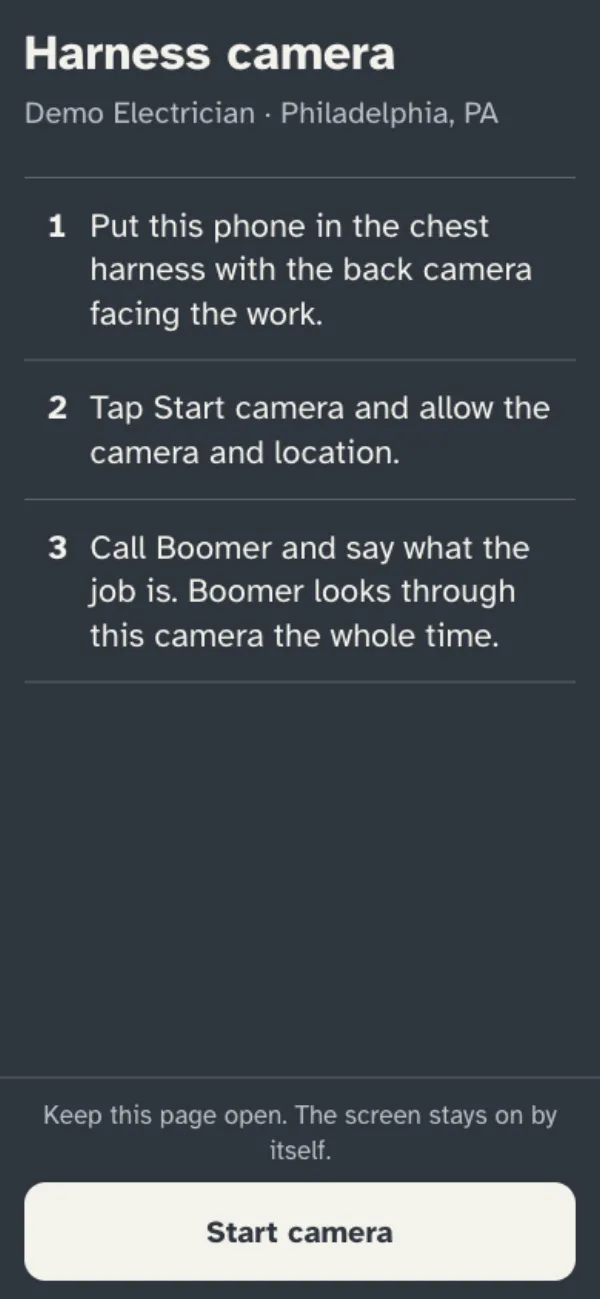 Harness camera
Demo Electrician · Philadelphia, PA
1 Put this phone in the chest
harness with the back camera
facing the work.
2 Tap Start camera and allow the
camera and location.
3 Call Boomer and say what the
job is. Boomer looks through
this camera the whole time.
Keep this page open. The screen stays on by
itself.
Start camera